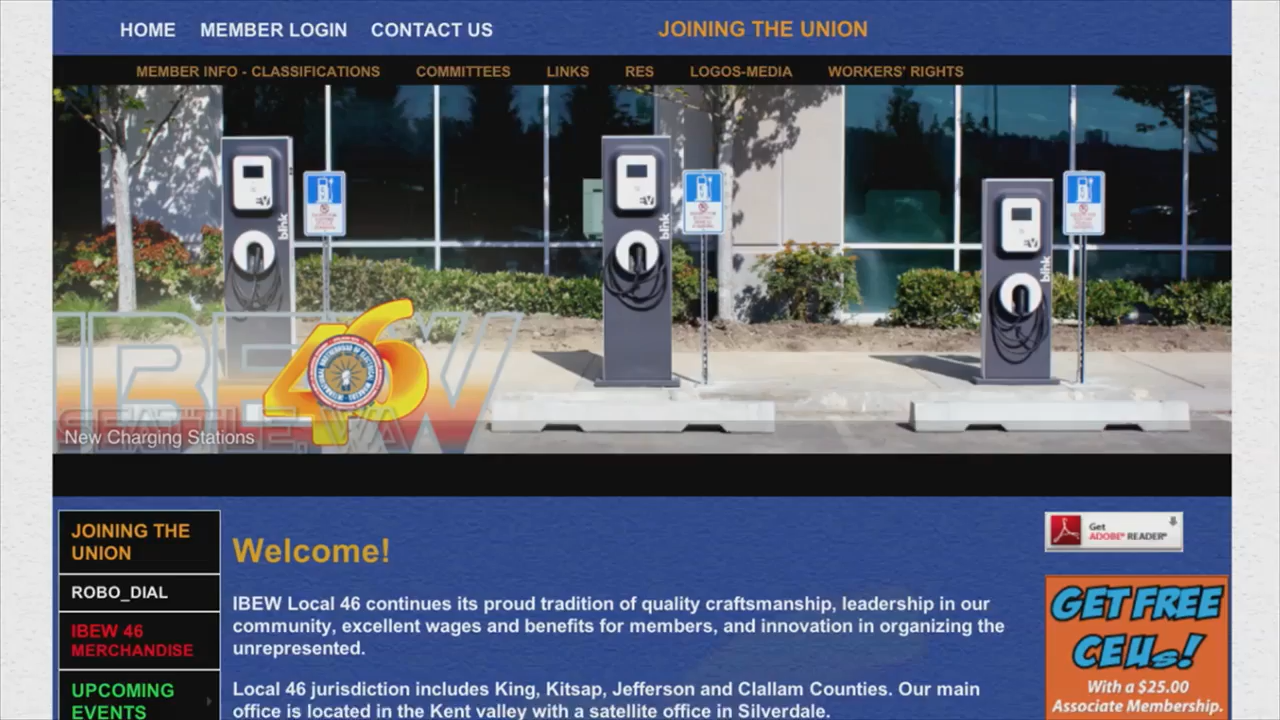 HOME MEMBER LOGIN CONTACT US JOINING THE UNION
MEMBER INFO - CLASSIFICATIONS COMMITTEES LINKS RES LOGOS-MEDIA WORKERS' RIGHTS
EV
blink
EV
blink
EV
blink
IBEW
46
SEATTLE, WA
New Charging Stations
JOINING THE
UNION
ROBO_DIAL
IBEW 46
MERCHANDISE
UPCOMING
EVENTS
Welcome!
IBEW Local 46 continues its proud tradition of quality craftsmanship, leadership in our
community, excellent wages and benefits for members, and innovation in organizing the
unrepresented.
Local 46 jurisdiction includes King, Kitsap, Jefferson and Clallam Counties. Our main
office is located in the Kent valley with a satellite office in Silverdale.
Get
ADOBE® READER®
GET FREE
CEUs!
With a $25.00
Associate Membership.